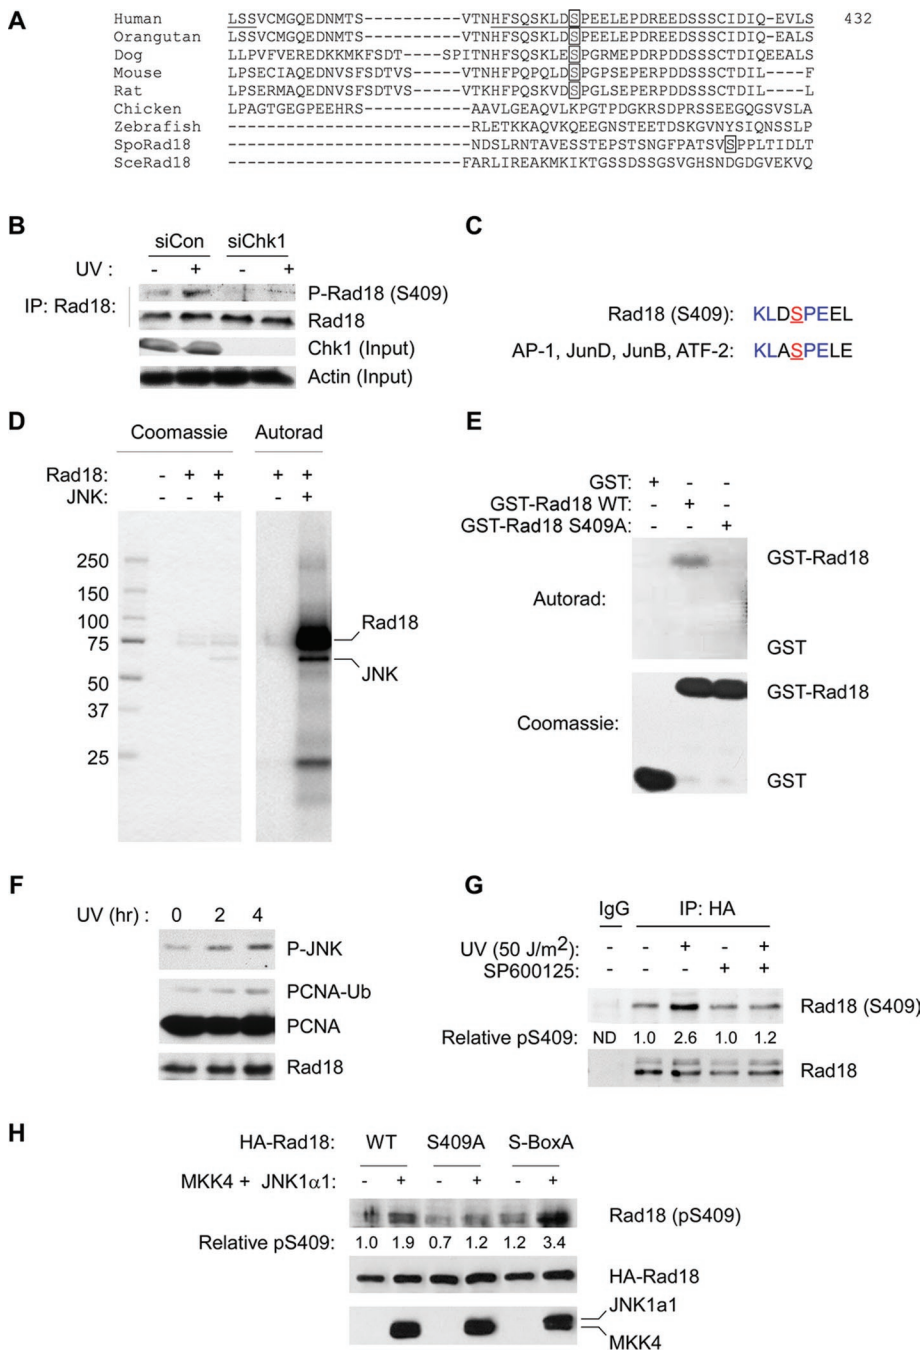 A
Human LSSVCMGQEDNMTS-----------VTNHFSQSKLDSPEELEPDREEDSSSCIDIQ-EVLS 432
Orangutan LSSVCMGQEDNMTS-----------VTNHFSQSKLDSPEELEPDREEDSSSCIDIQ-EALS
Dog LLPVFVEREDKKMKFSDT----SPITNHFSQSKLESPGRMEPDREEDSSSCIDIQEEALS
Mouse LPSECIAQEDNVSFSDTVS------VTNHFPQPQLDSPGPSEPERPDDSSSCTDIL----F
Rat LPSERMAQEDNVSFSDTVS------VTKHFPQSKVDSPGLSEPERPDDSSSCTDIL----L
Chicken LPAGTGEGPEEHRS------------AAVLGEAQVLKPGTPDGKRSDPRSSEEGQGSVSLA
Zebrafish ---------------------------RLETKKAQVKQEEGNSTEETDSKGVNYSIQNSSLP
SpoRad18 ---------------------------NDSLRNTAVESSTEPSTSNGFPATSVSPPLTIDLT
SceRad18 --------------------------FARLIREAKMKIKTGSSDSSGSVGHSNDGDGVEKVQ
B
siCon siChk1
UV : - + - +
IP: Rad18:
P-Rad18 (S409)
Rad18
Chk1 (Input)
Actin (Input)
C
Rad18 (S409): KLDSPEEL
AP-1, JunD, JunB, ATF-2: KLASPELE
D
Coomassie Autorad
Rad18: - + + + +
JNK: - - + - +
250
150
100
75
50
37
25
Rad18
JNK
E
GST: + - -
GST-Rad18 WT: - + -
GST-Rad18 S409A: - - +
Autorad:
GST-Rad18
GST
Coomassie:
GST-Rad18
GST
F
UV (hr) : 0 2 4
P-JNK
PCNA-Ub
PCNA
Rad18
G
IgG IP: HA
UV (50 J/m²): - - + - +
SP600125: - - - + +
Rad18 (S409)
Relative pS409: ND 1.0 2.6 1.0 1.2
Rad18
H
HA-Rad18: WT S409A S-BoxA
MKK4 + JNK1α1: - + - + - +
Rad18 (pS409)
Relative pS409: 1.0 1.9 0.7 1.2 1.2 3.4
HA-Rad18
JNK1a1
MKK4